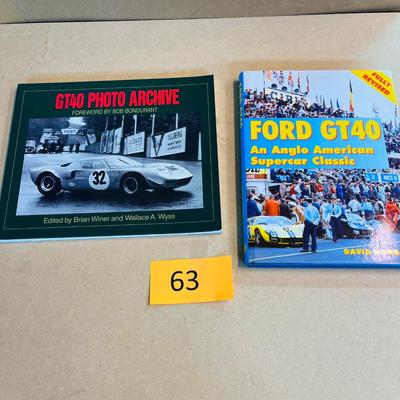 GT40 PHOTO ARCHIVE
FOREWORD BY BOB BONDURANT
32
Edited by Brian Winer and Wallace A. Wyss
FULLY
REVISED
FORD GT40
An Anglo American
Supercar Classic
DAVID
63